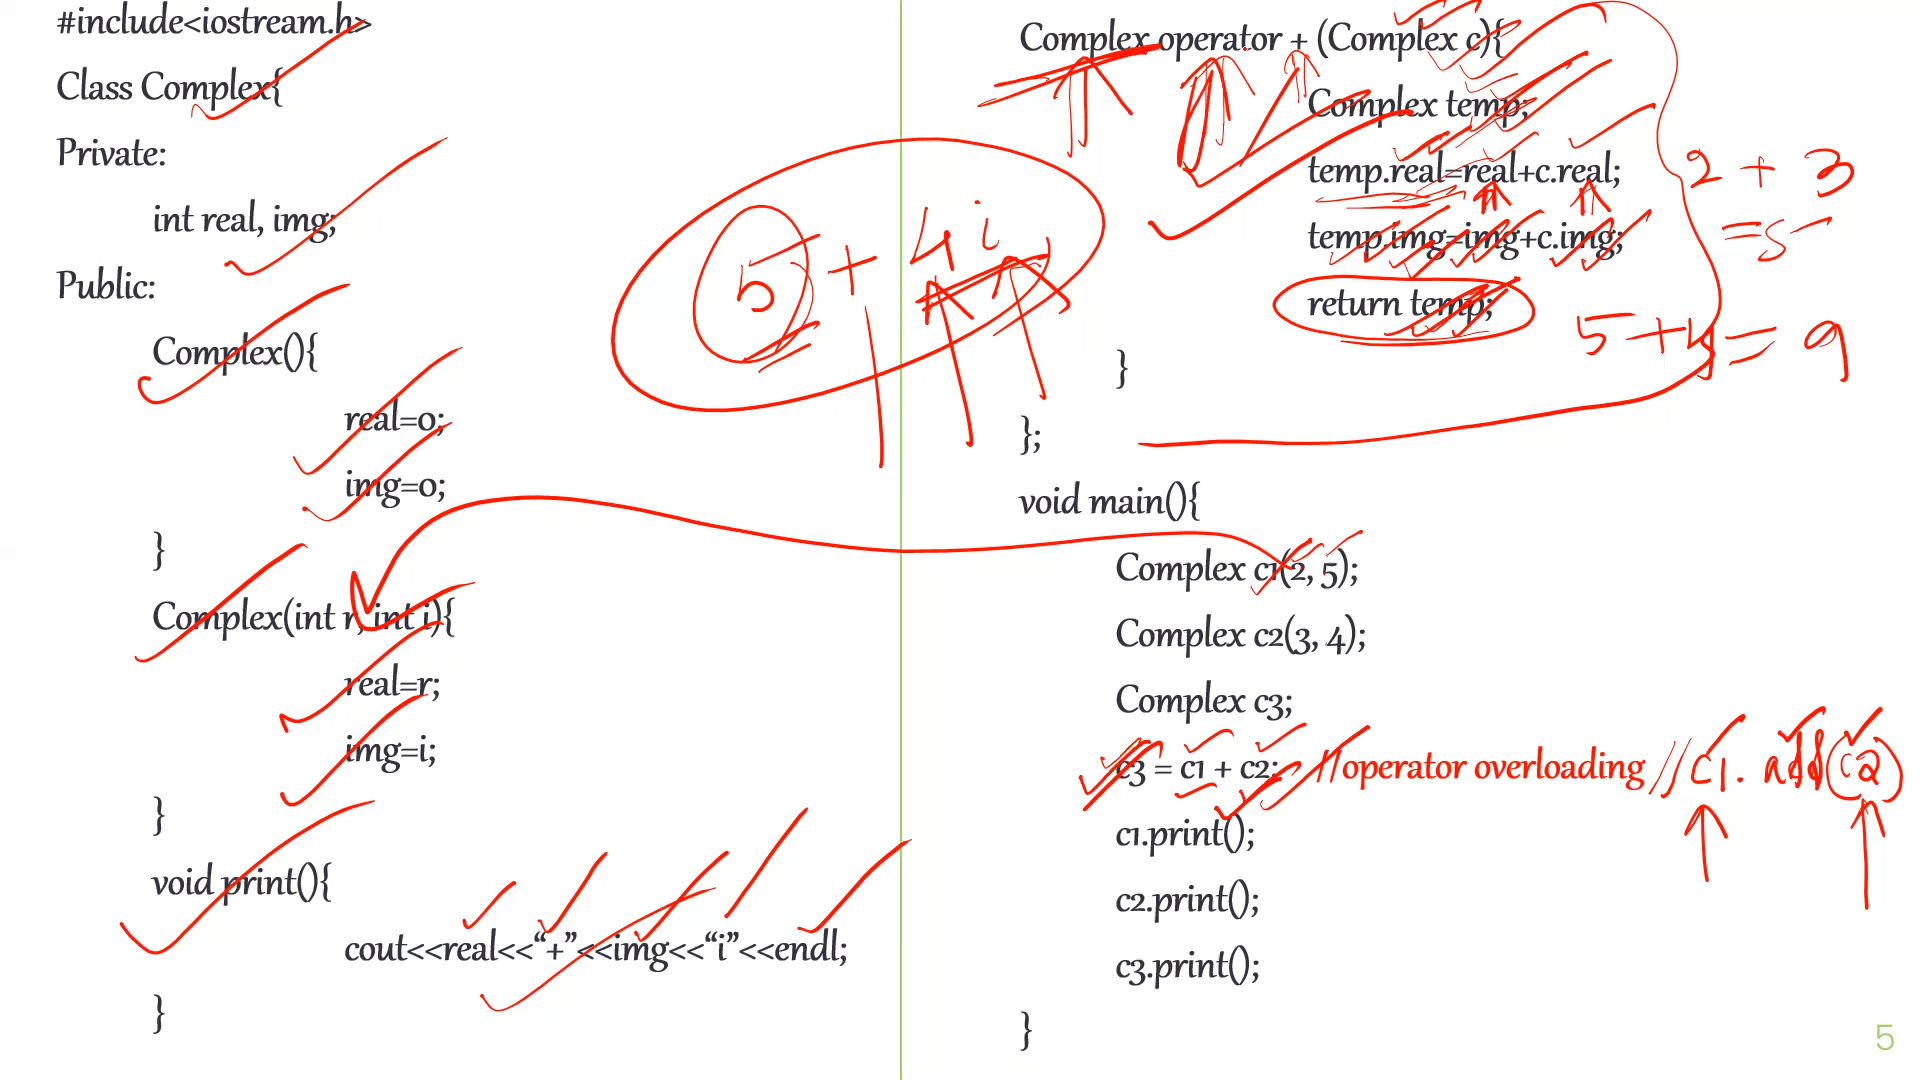 #include<iostream.h>
Class Complex{
Private:
int real, img;
Public:
Complex(){
real=0;
img=0;
}
Complex(int r, int i){
real=r;
img=i;
}
void print(){
cout<<real<<“+”<<img<<“i”<<endl;
}
5 + 4i
Complex operator + (Complex c){
Complex temp;
temp.real=real+c.real;
temp.img=img+c.img;
return temp;
}
};
2 + 3
=5
5+4=9
void main(){
Complex c1(2, 5);
Complex c2(3, 4);
Complex c3;
c3 = c1 + c2; //operator overloading //c1.add(c2)
c1.print();
c2.print();
c3.print();
}
5